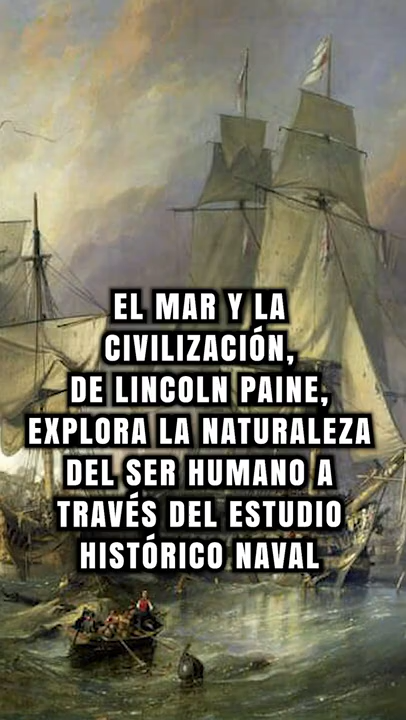 EL MAR Y LA
CIVILIZACIÓN,
DE LINCOLN PAINE,
EXPLORA LA NATURALEZA
DEL SER HUMANO A
TRAVÉS DEL ESTUDIO
HISTÓRICO NAVAL